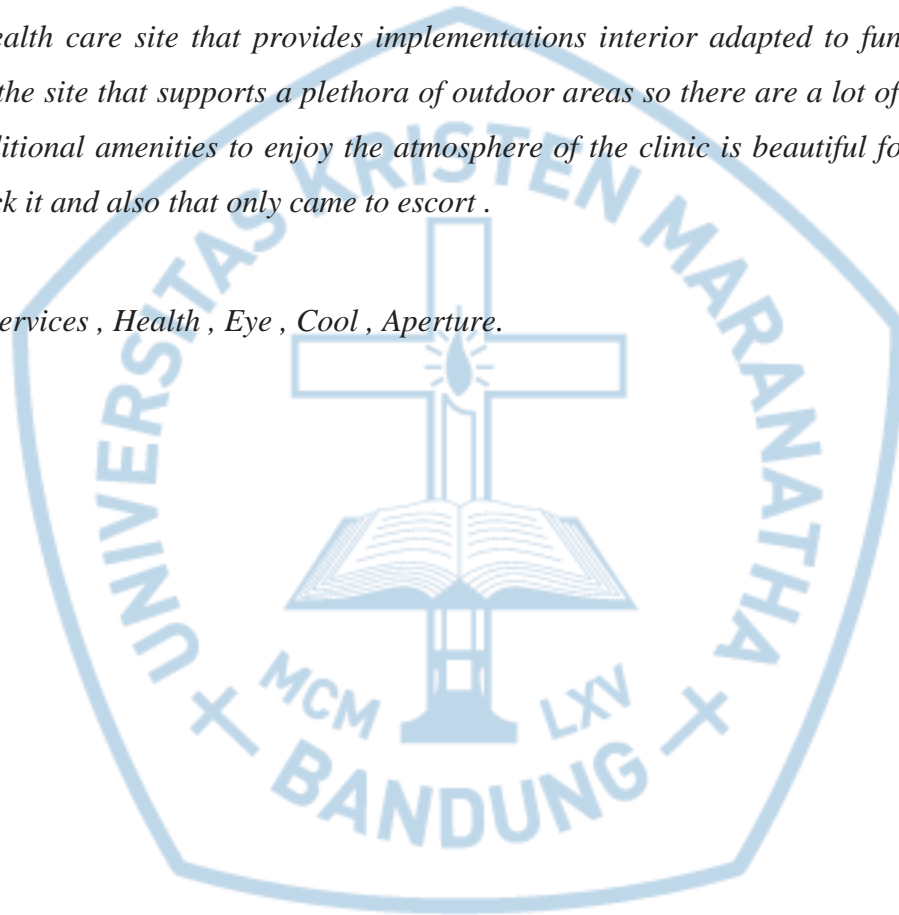 ealth care site that provides implementations interior adapted to fun
the site that supports a plethora of outdoor areas so there are a lot of
ditional amenities to enjoy the atmosphere of the clinic is beautiful fo
ck it and also that only came to escort .
ervices , Health , Eye , Cool , Aperture.
UNIVERSITAS KRISTEN MARANATHA
MCM LXV
BANDUNG